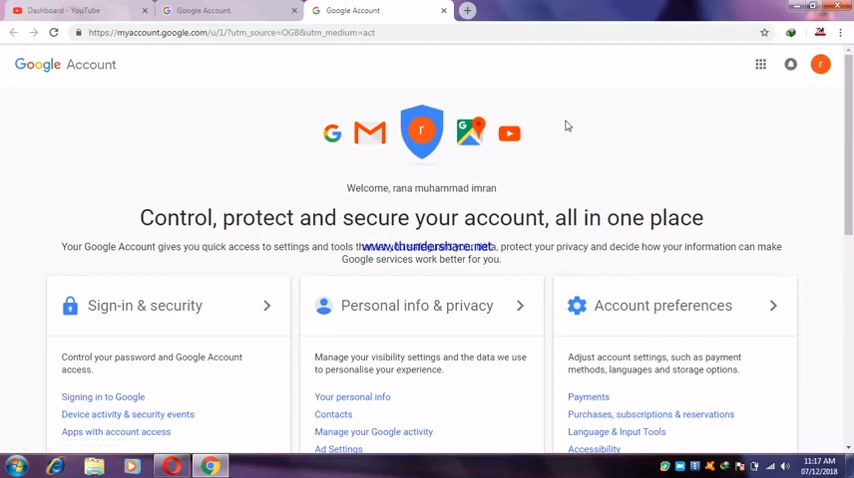 Dashboard - YouTube
Google Account
Google Account
https://myaccount.google.com/u/1/?utm_source=OGB&utm_medium=act
Google Account
r
r
Welcome, rana muhammad imran
Control, protect and secure your account, all in one place
Your Google Account gives you quick access to settings and tools www.thundershare.net, protect your privacy and decide how your information can make
Google services work better for you.
Sign-in & security
Personal info & privacy
Account preferences
Control your password and Google Account
access.
Manage your visibility settings and the data we use
to personalise your experience.
Adjust account settings, such as payment
methods, languages and storage options.
Signing in to Google
Device activity & security events
Apps with account access
Your personal info
Contacts
Manage your Google activity
Ad Settings
Payments
Purchases, subscriptions & reservations
Language & Input Tools
Accessibility
11:17 AM
07/12/2018